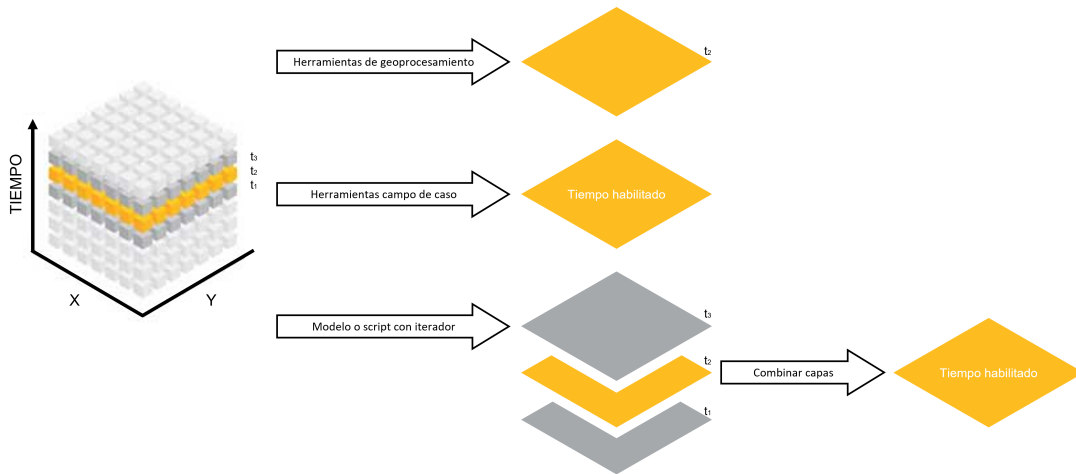 TIEMPO
X
Y
t₃
t₂
t₁
Herramientas de geoprocesamiento
t₂
Herramientas campo de caso
Tiempo habilitado
Modelo o script con iterador
t₃
t₂
t₁
Combinar capas
Tiempo habilitado